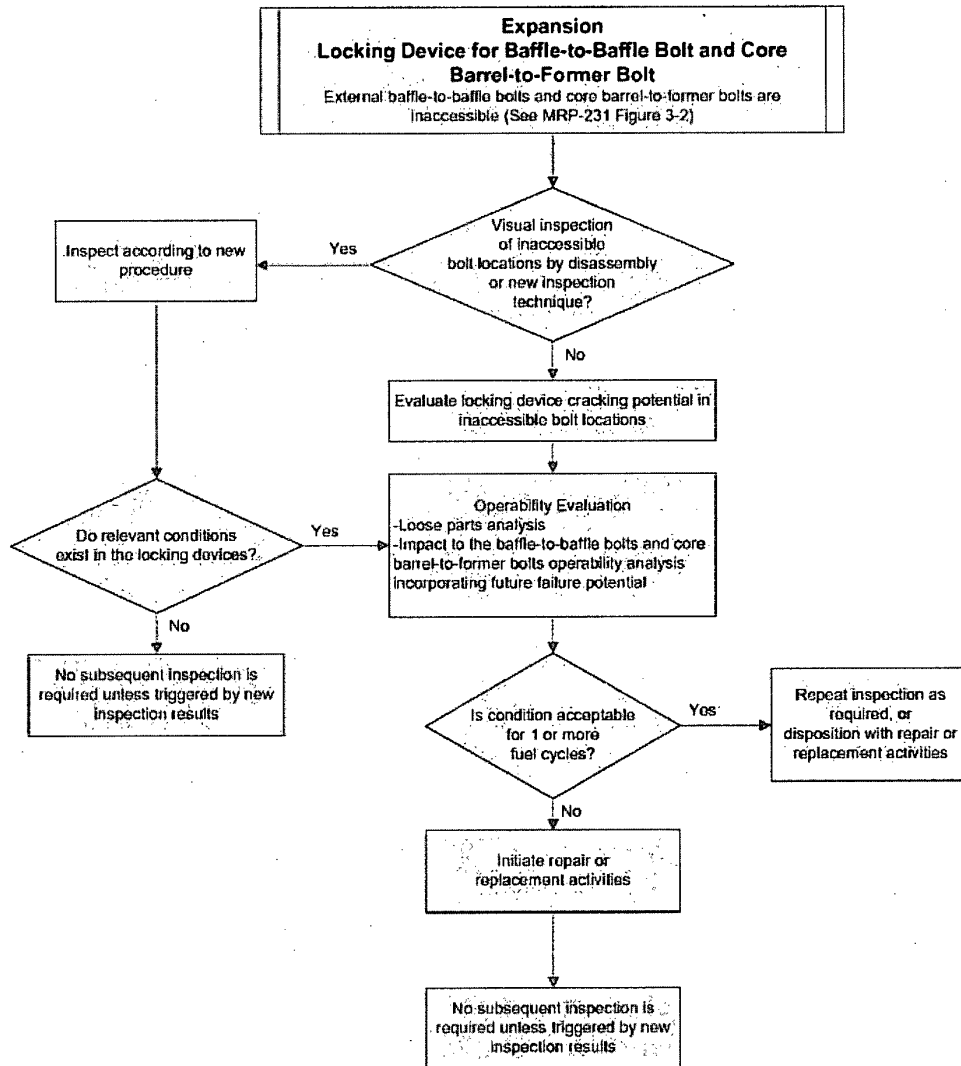 Expansion
Locking Device for Baffle-to-Baffle Bolt and Core
Barrel-to-Former Bolt
External baffle-to-baffle bolts and core barrel-to-former bolts are
inaccessible (See MRP-231 Figure 3-2)
Visual inspection
of inaccessible
bolt locations by disassembly
or new inspection
technique?
Yes
Inspect according to new
procedure
No
Evaluate locking device cracking potential in
inaccessible bolt locations
Do relevant conditions
exist in the locking devices?
Yes
Operability Evaluation
-Loose parts analysis
-Impact to the baffle-to-baffle bolts and core
barrel-to-former bolts operability analysis
incorporating future failure potential
No
No subsequent inspection is
required unless triggered by new
inspection results
Is condition acceptable
for 1 or more
fuel cycles?
Yes
Repeat inspection as
required, or
disposition with repair or
replacement activities
No
Initiate repair or
replacement activities
No subsequent inspection is
required unless triggered by new
inspection results